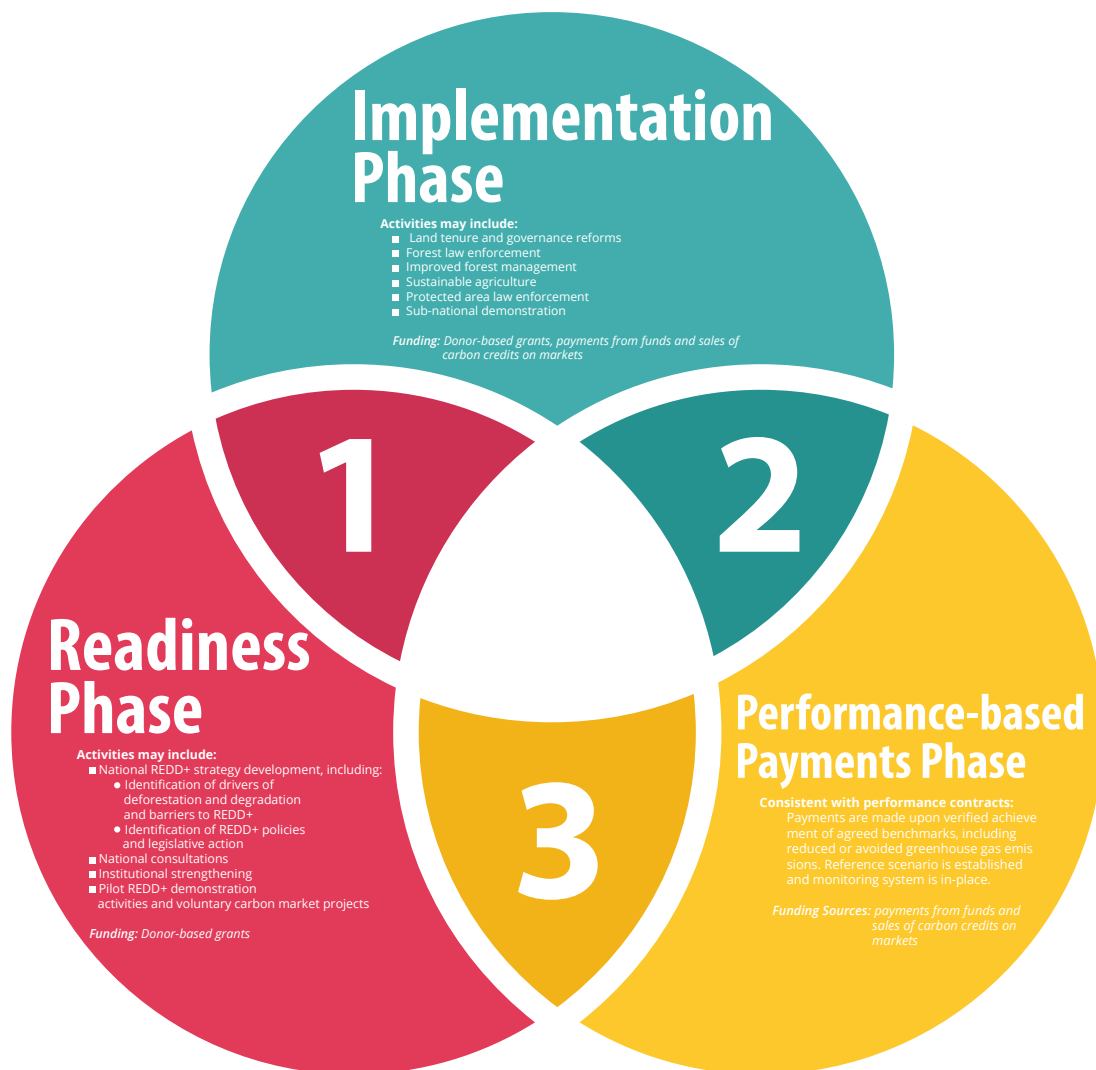 Implementation
Phase
Activities may include:
Land tenure and governance reforms
Forest law enforcement
Improved forest management
Sustainable agriculture
Protected area law enforcement
Sub-national demonstration
Funding: Donor-based grants, payments from funds and sales of
carbon credits on markets
1
2
Readiness
Phase
Activities may include:
National REDD+ strategy development, including:
Identification of drivers of
deforestation and degradation
and barriers to REDD+
Identification of REDD+ policies
and legislative action
National consultations
Institutional strengthening
Pilot REDD+ demonstration
activities and voluntary carbon market projects
Funding: Donor-based grants
3
Performance-based
Payments Phase
Consistent with performance contracts:
Payments are made upon verified achieve
ment of agreed benchmarks, including
reduced or avoided greenhouse gas emis
sions. Reference scenario is established
and monitoring system is in-place.
Funding Sources: payments from funds and
sales of carbon credits on
markets